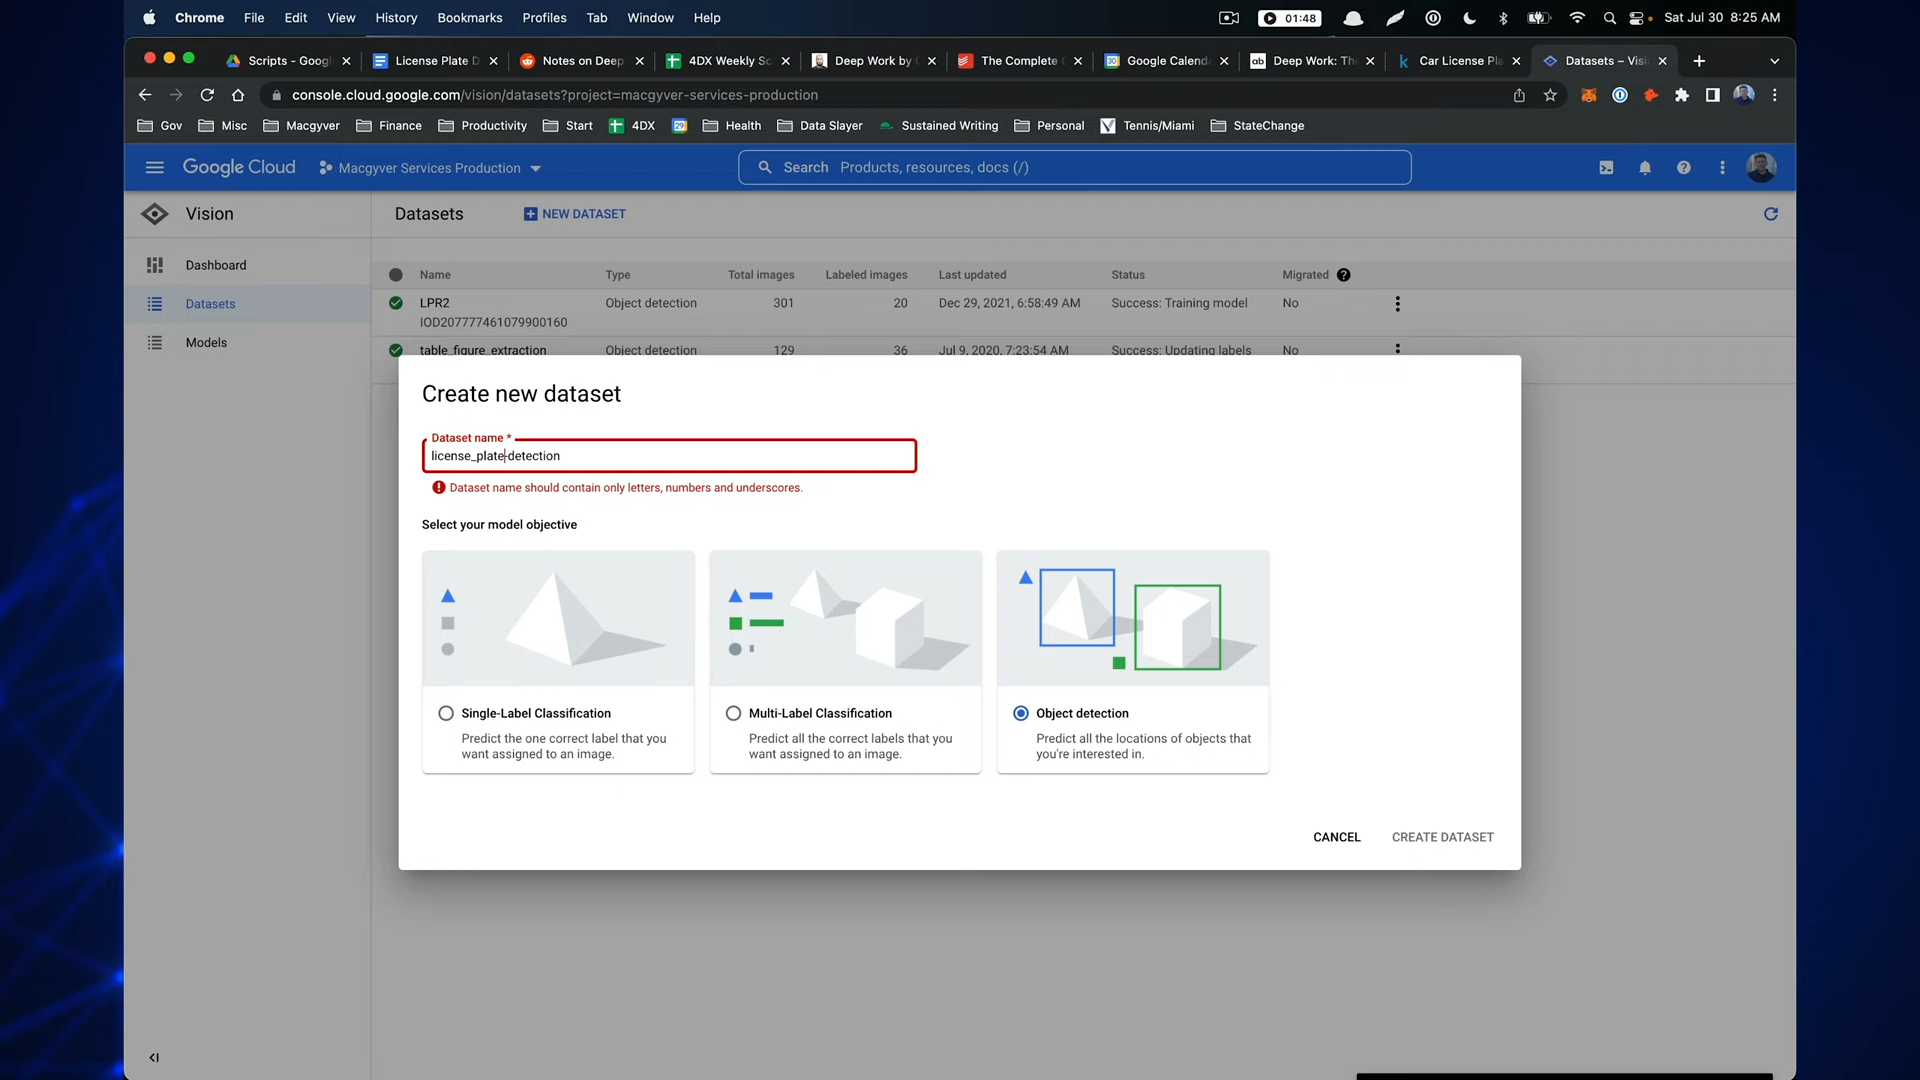 Chrome File Edit View History Bookmarks Profiles Tab Window Help 01:48 Sat Jul 30 8:25 AM
Scripts - Googl License Plate D Notes on Deep 4DX Weekly Sc Deep Work by The Complete Google Calend Deep Work: Th Car License Pla Datasets – Visi
console.cloud.google.com/vision/datasets?project=macgyver-services-production
Gov Misc Macgyver Finance Productivity Start 4DX Health Data Slayer Sustained Writing Personal Tennis/Miami StateChange
Google Cloud Macgyver Services Production Search Products, resources, docs (/)
Vision Datasets NEW DATASET
Dashboard
Datasets
Models
Name Type Total images Labeled images Last updated Status Migrated
LPR2 Object detection 301 20 Dec 29, 2021, 6:58:49 AM Success: Training model No
IOD207777461079900160
table_figure_extraction Object detection 129 36 Jul 9, 2020, 7:23:54 AM Success: Updating labels No
Create new dataset
Dataset name *
license_plate-detection
Dataset name should contain only letters, numbers and underscores.
Select your model objective
Single-Label Classification
Predict the one correct label that you
want assigned to an image.
Multi-Label Classification
Predict all the correct labels that you
want assigned to an image.
Object detection
Predict all the locations of objects that
you're interested in.
CANCEL CREATE DATASET